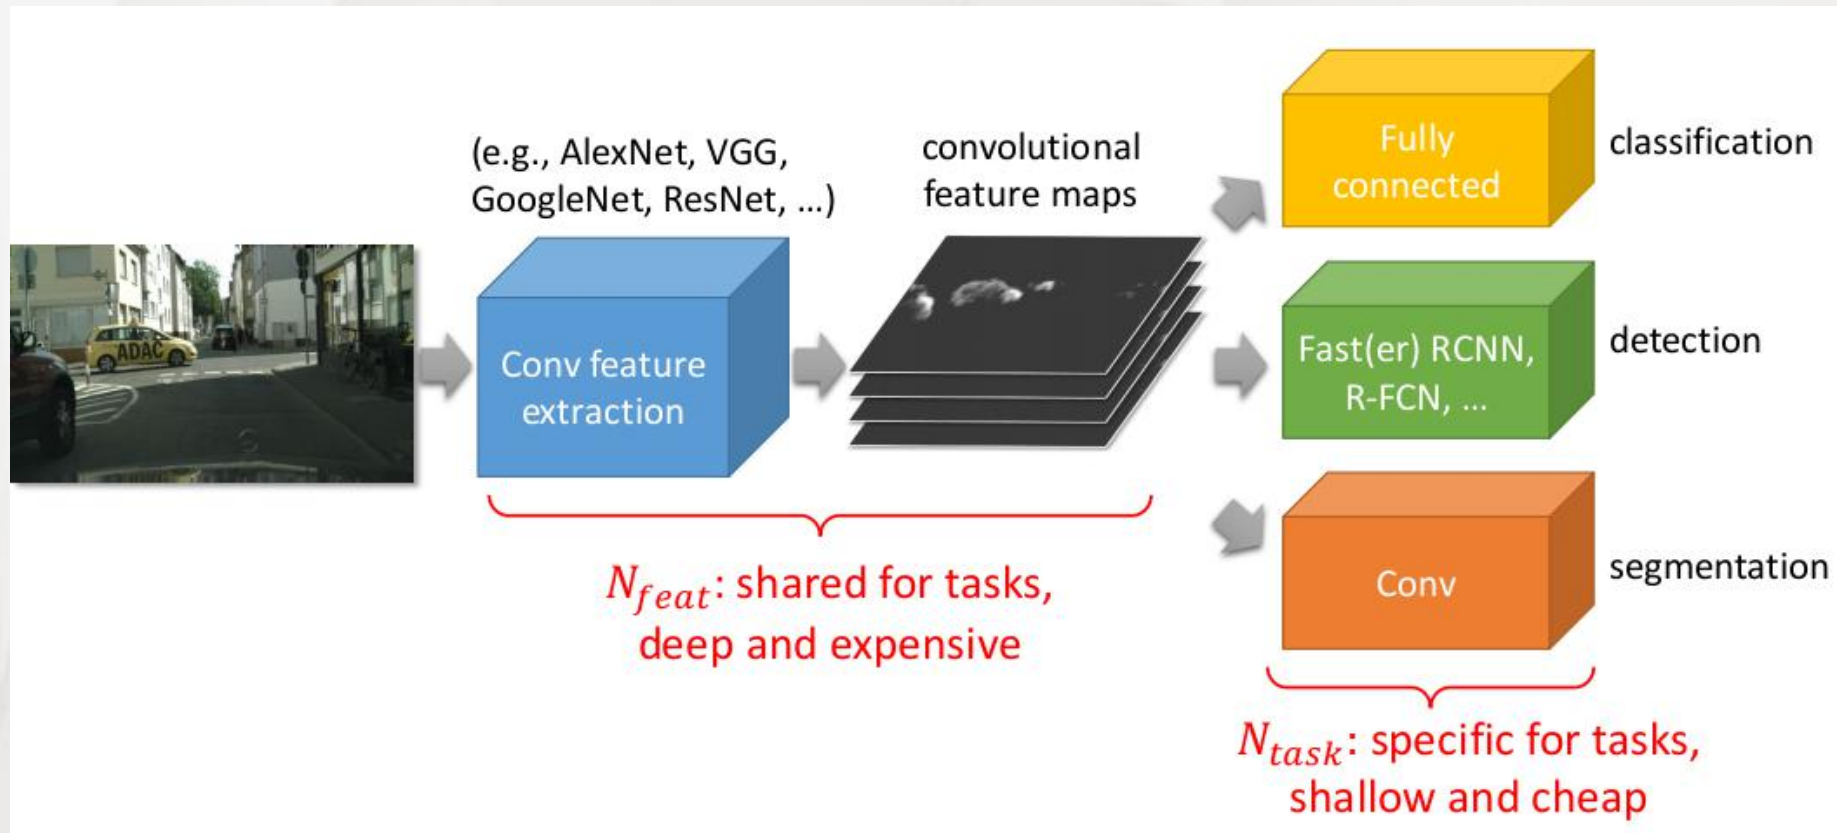 (e.g., AlexNet, VGG,
GoogleNet, ResNet, ...)
convolutional
feature maps
ADAC
Conv feature
extraction
Fully
connected
classification
Fast(er) RCNN,
R-FCN, ...
detection
Conv
segmentation
N_feat: shared for tasks,
deep and expensive
N_task: specific for tasks,
shallow and cheap